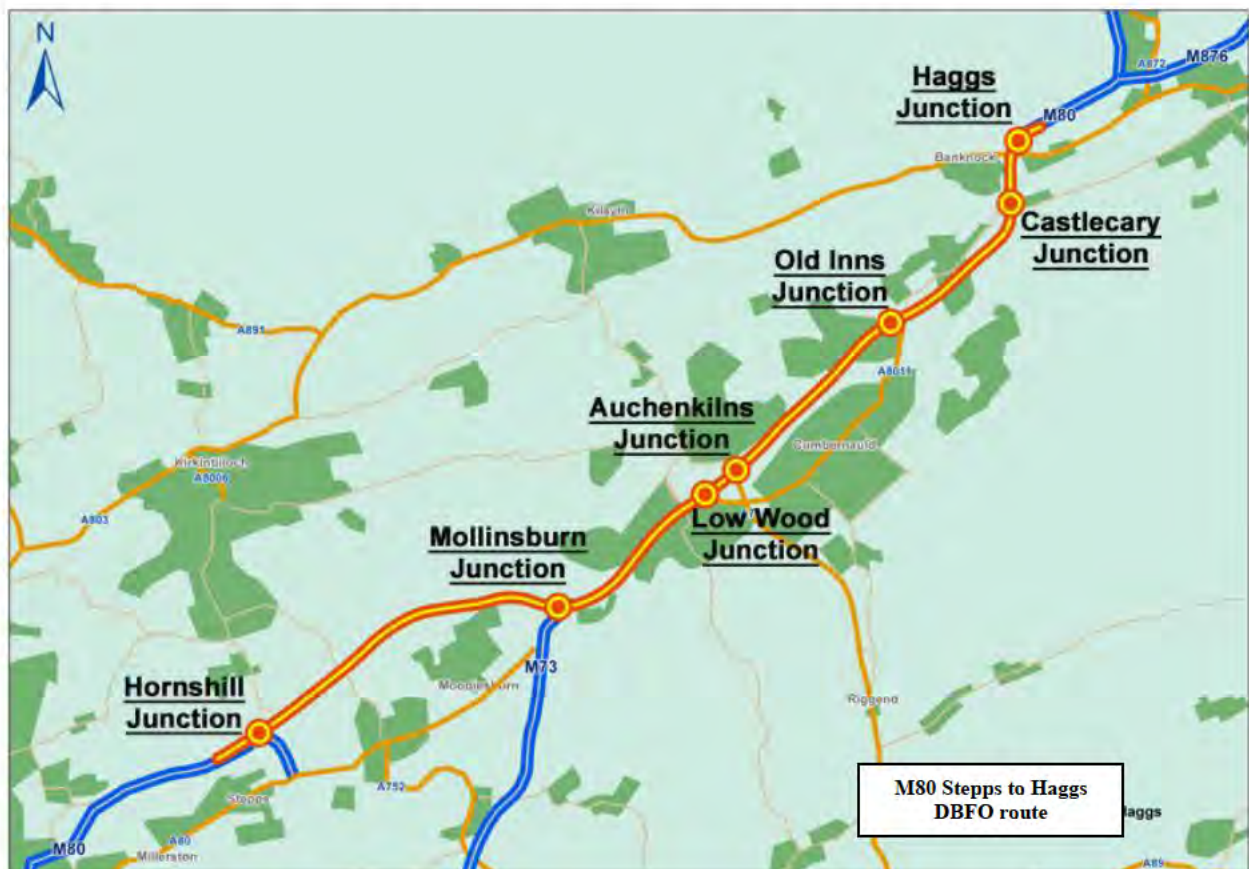 N
A872
M876
Haggs
Junction
M80
Banknock
Castlecary
Junction
Kilsyth
Old Inns
Junction
A891
A8011
Auchenkilns
Junction
Cumbernauld
Kirkintilloch
A8006
A803
Low Wood
Junction
Mollinsburn
Junction
M73
Moodiesburn
Hornshill
Junction
Riggend
A752
Stepps
M80 Stepps to Haggs
DBFO route
Haggs
M80
A80
Millerston
A89